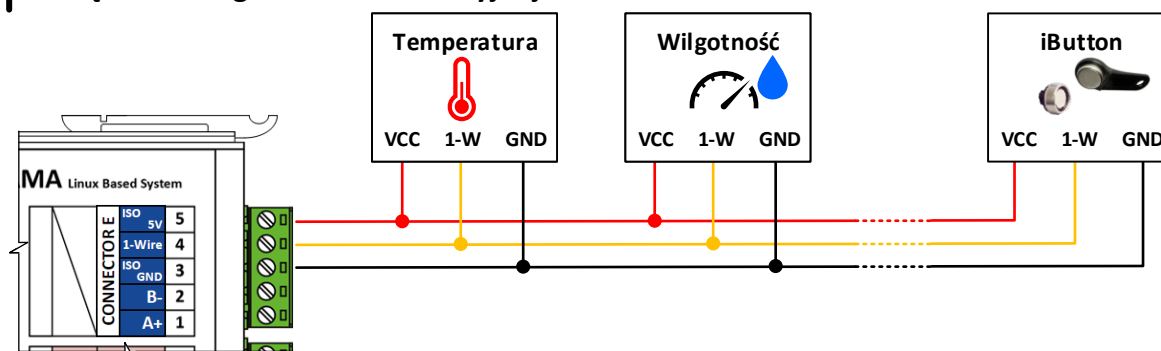 Temperatura
VCC 1-W GND
Wilgotność
VCC 1-W GND
iButton
VCC 1-W GND
MA Linux Based System
CONNECTOR E
ISO 5V 5
1-Wire 4
ISO GND 3
B- 2
A+ 1